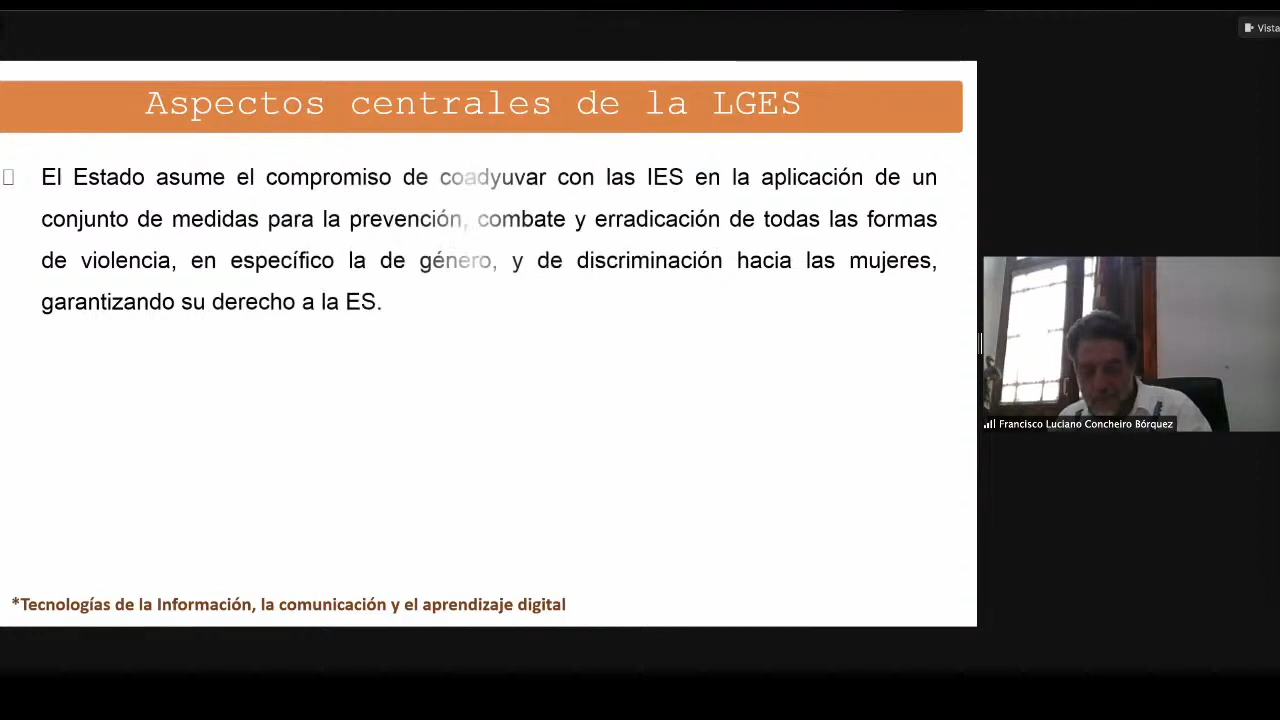 Vista
Aspectos centrales de la LGES
El Estado asume el compromiso de coadyuvar con las IES en la aplicación de un
conjunto de medidas para la prevención, combate y erradicación de todas las formas
de violencia, en específico la de género, y de discriminación hacia las mujeres,
garantizando su derecho a la ES.
Francisco Luciano Concheiro Bórquez
*Tecnologías de la Información, la comunicación y el aprendizaje digital